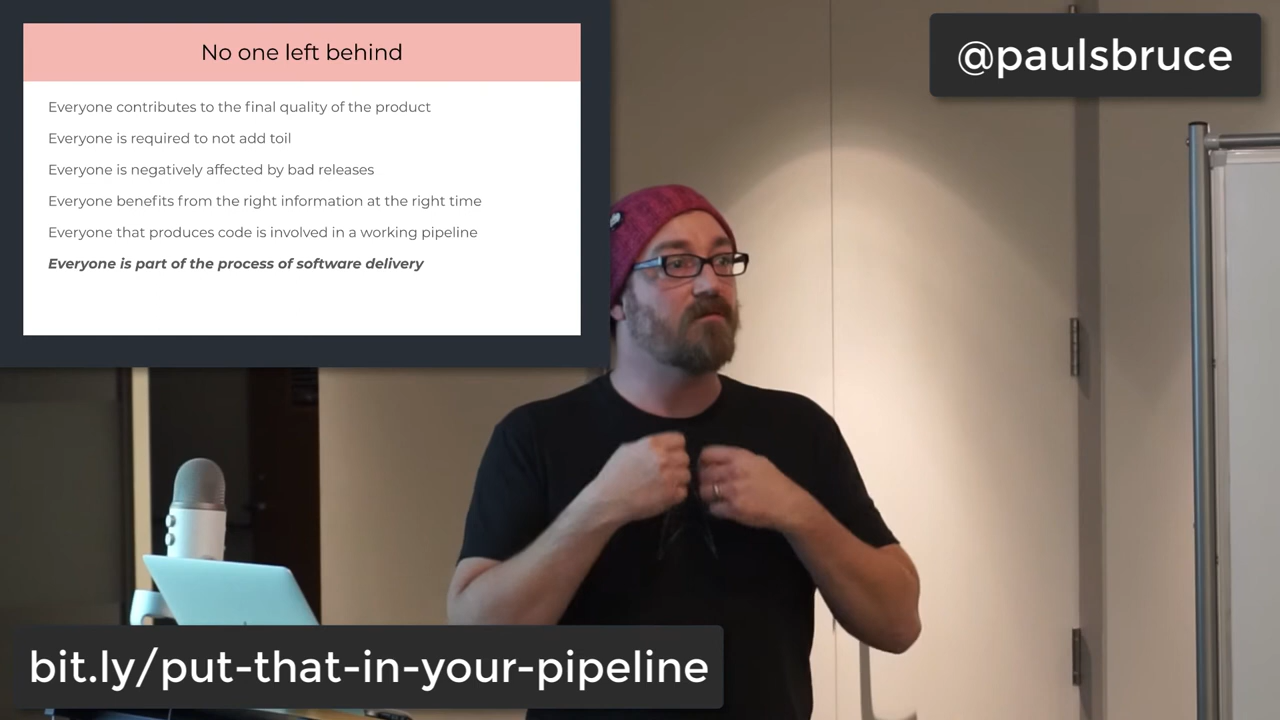 No one left behind
Everyone contributes to the final quality of the product
Everyone is required to not add toil
Everyone is negatively affected by bad releases
Everyone benefits from the right information at the right time
Everyone that produces code is involved in a working pipeline
Everyone is part of the process of software delivery
@paulsbruce
bit.ly/put-that-in-your-pipeline